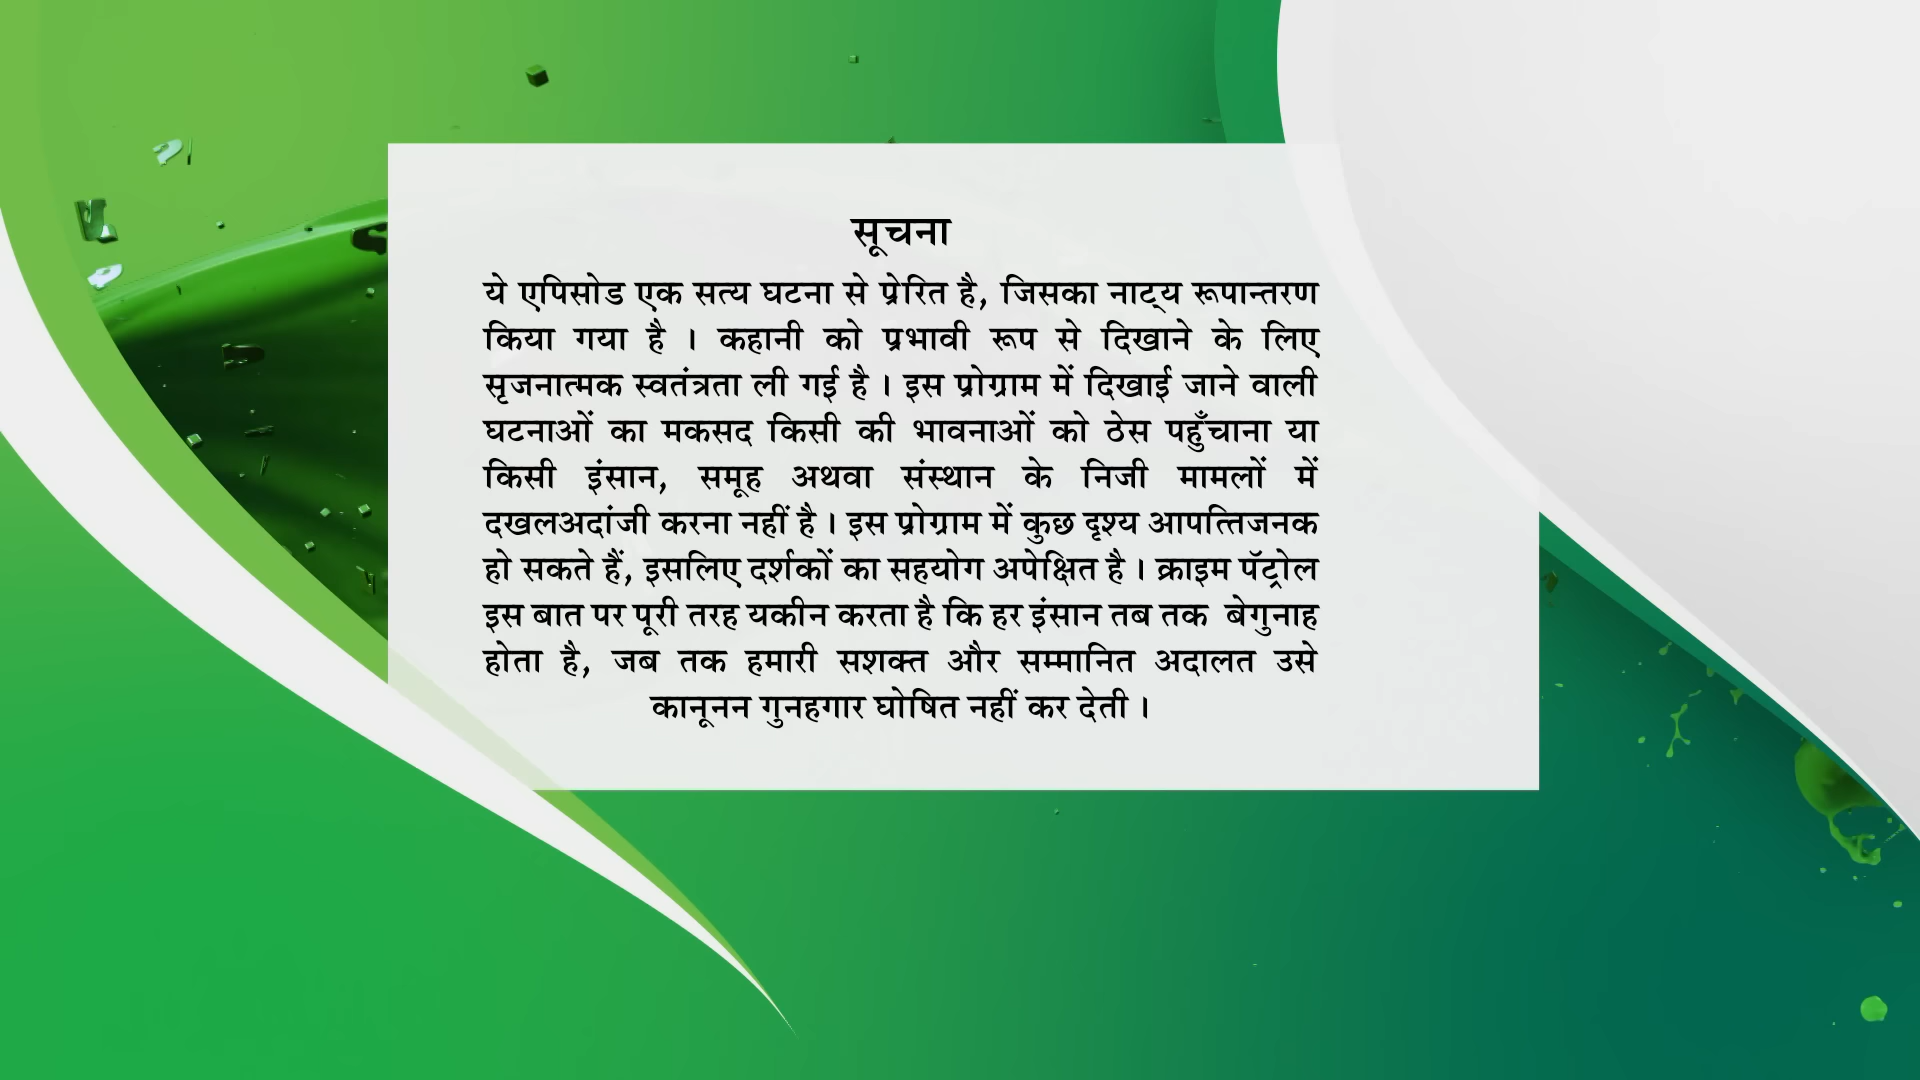 सूचना
ये एपिसोड एक सत्य घटना से प्रेरित है, जिसका नाट्य रूपान्तरण
किया गया है । कहानी को प्रभावी रूप से दिखाने के लिए
सृजनात्मक स्वतंत्रता ली गई है । इस प्रोग्राम में दिखाई जाने वाली
घटनाओं का मकसद किसी की भावनाओं को ठेस पहुँचाना या
किसी इंसान, समूह अथवा संस्थान के निजी मामलों में
दखलअदांजी करना नहीं है । इस प्रोग्राम में कुछ दृश्य आपत्तिजनक
हो सकते हैं, इसलिए दर्शकों का सहयोग अपेक्षित है । क्राइम पॅट्रोल
इस बात पर पूरी तरह यकीन करता है कि हर इंसान तब तक बेगुनाह
होता है, जब तक हमारी सशक्त और सम्मानित अदालत उसे
कानूनन गुनहगार घोषित नहीं कर देती ।